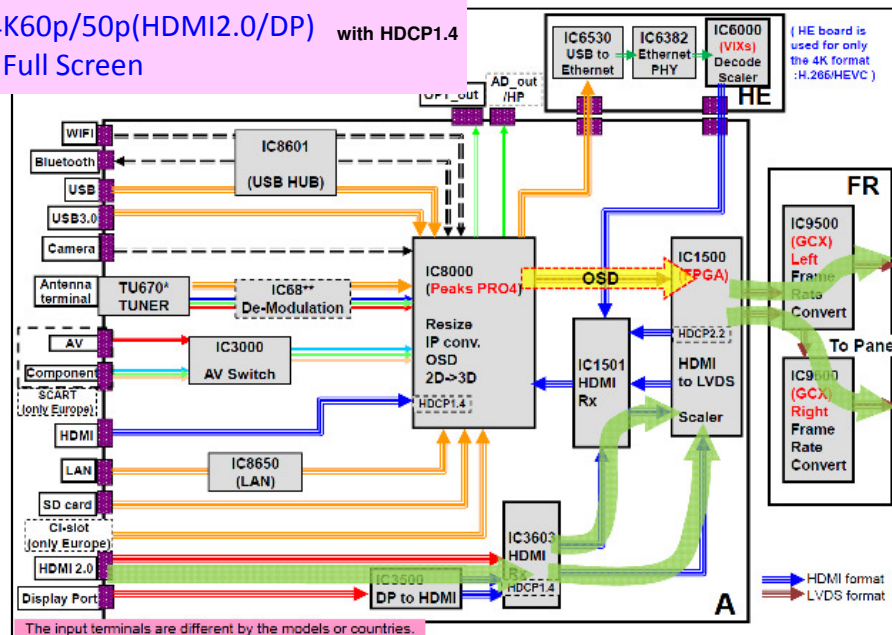 4K60p/50p(HDMI2.0/DP) with HDCP1.4
Full Screen
IC6530
USB to
Ethernet
IC6382
Ethernet
PHY
IC6000
(VIXs)
Decode
Scaler
HE
( HE board is
used for only
the 4K format
:H.265/HEVC )
OPT_out
AD_out
/HP
WIFI
Bluetooth
USB
USB3.0
Camera
Antenna
terminal
AV
Component
SCART
(only Europe)
HDMI
LAN
SD card
CI-slot
(only Europe)
HDMI 2.0
Display Port
IC8601
(USB HUB)
TU670*
TUNER
IC68**
De-Modulation
IC3000
AV Switch
IC8650
(LAN)
IC3500
DP to HDMI
IC8000
(Peaks PRO4)
Resize
IP conv.
OSD
2D->3D
HDCP1.4
OSD
IC1501
HDMI
Rx
IC3603
HDMI
Rx
HDCP1.4
IC1500
(FPGA)
HDCP2.2
HDMI
to LVDS
Scaler
A
FR
IC9500
(GCX)
Left
Frame
Rate
Convert
To Pane
IC9600
(GCX)
Right
Frame
Rate
Convert
HDMI format
LVDS format
The input terminals are different by the models or countries.